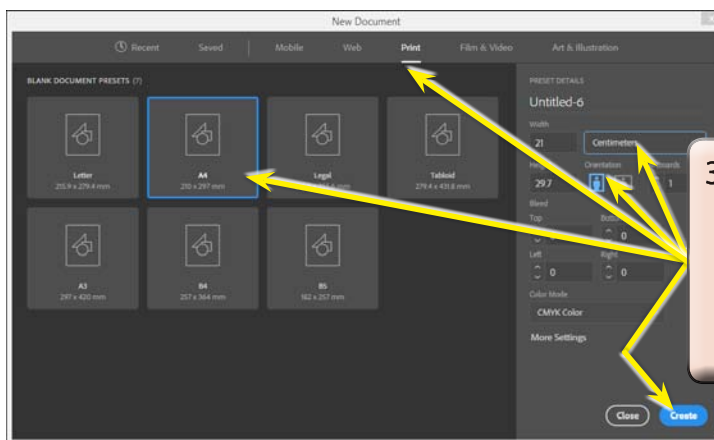 New Document
Recent Saved Mobile Web Print Film & Video Art & Illustration
BLANK DOCUMENT PRESETS (7)
Letter
215.9 x 279.4 mm
A4
210 x 297 mm
Legal
Tabloid
279.4 x 431.8 mm
A3
297 x 420 mm
B4
257 x 364 mm
B5
182 x 257 mm
PRESET DETAILS
Untitled-6
Width
21 Centimeters
Orientation
29.7 1
Bleed
Top
0
Left Right
0 0
Color Mode
CMYK Color
More Settings
Close Create
3